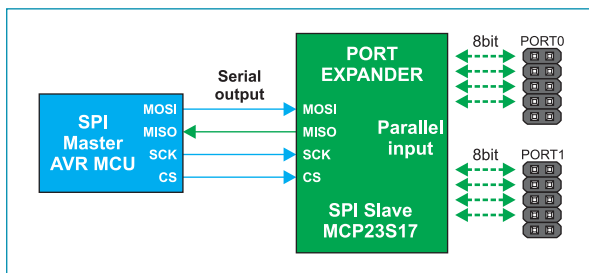 SPI
Master
AVR MCU
MOSI
MISO
SCK
CS
Serial
output
PORT
EXPANDER
MOSI
MISO
SCK
CS
Parallel
input
SPI Slave
MCP23S17
8bit
PORT0
8bit
PORT1